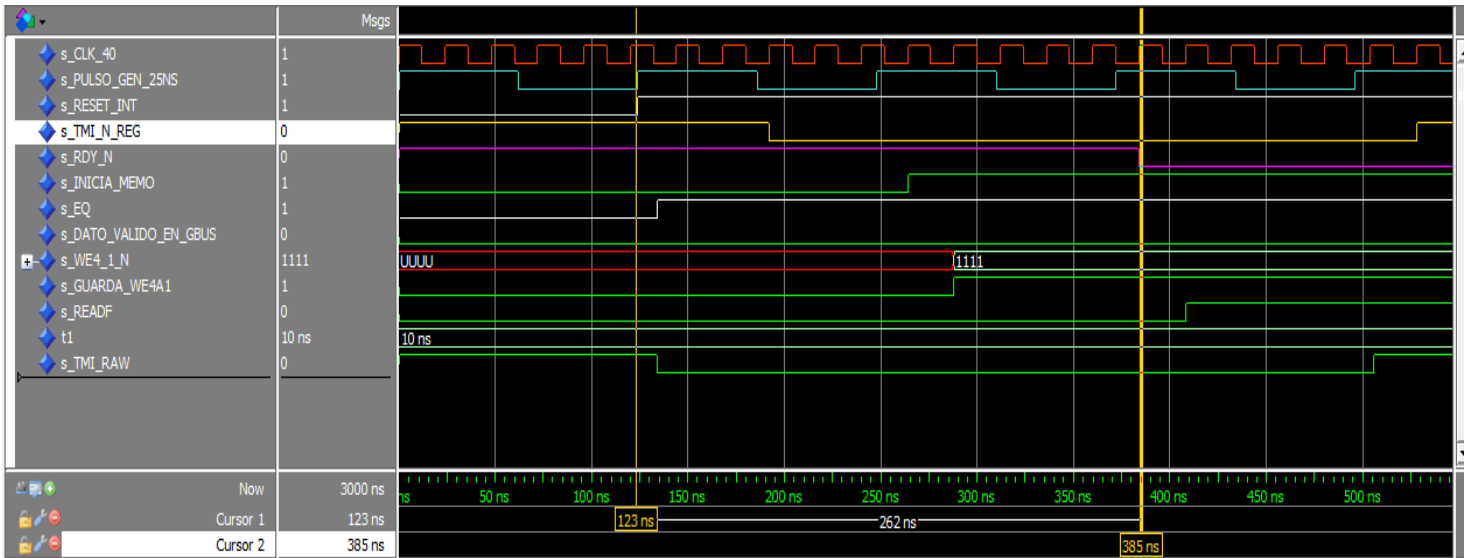 Msgs
s_CLK_40 1
s_PULSO_GEN_25NS 1
s_RESET_INT 1
s_TMI_N_REG 0
s_RDY_N 0
s_INICIA_MEMO 1
s_EQ 1
s_DATO_VALIDO_EN_GBUS 0
s_WE4_1_N 1111 UUUU 1111
s_GUARDA_WE4A1 1
s_READF 0
t1 10 ns 10 ns
s_TMI_RAW 0
Now 3000 ns ns 50 ns 100 ns 150 ns 200 ns 250 ns 300 ns 350 ns 400 ns 450 ns 500 ns
Cursor 1 123 ns 123 ns 262 ns
Cursor 2 385 ns 385 ns